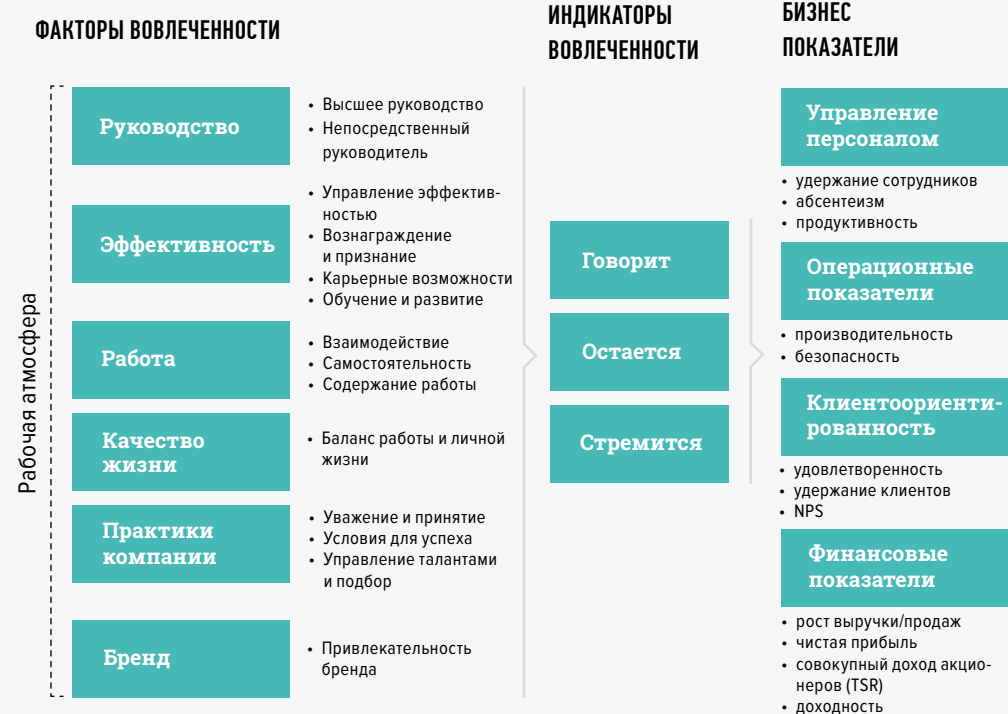 ФАКТОРЫ ВОВЛЕЧЕННОСТИ
Рабочая атмосфера
Руководство
• Высшее руководство
• Непосредственный
руководитель
Эффективность
• Управление эффектив-
ностью
• Вознаграждение
и признание
• Карьерные возможности
• Обучение и развитие
Работа
• Взаимодействие
• Самостоятельность
• Содержание работы
Качество
жизни
• Баланс работы и личной
жизни
Практики
компании
• Уважение и принятие
• Условия для успеха
• Управление талантами
и подбор
Бренд
• Привлекательность
бренда
ИНДИКАТОРЫ
ВОВЛЕЧЕННОСТИ
Говорит
Остается
Стремится
БИЗНЕС
ПОКАЗАТЕЛИ
Управление
персоналом
• удержание сотрудников
• абсентеизм
• продуктивность
Операционные
показатели
• производительность
• безопасность
Клиентоориенти-
рованность
• удовлетворенность
• удержание клиентов
• NPS
Финансовые
показатели
• рост выручки/продаж
• чистая прибыль
• совокупный доход акцио-
неров (TSR)
• доходность